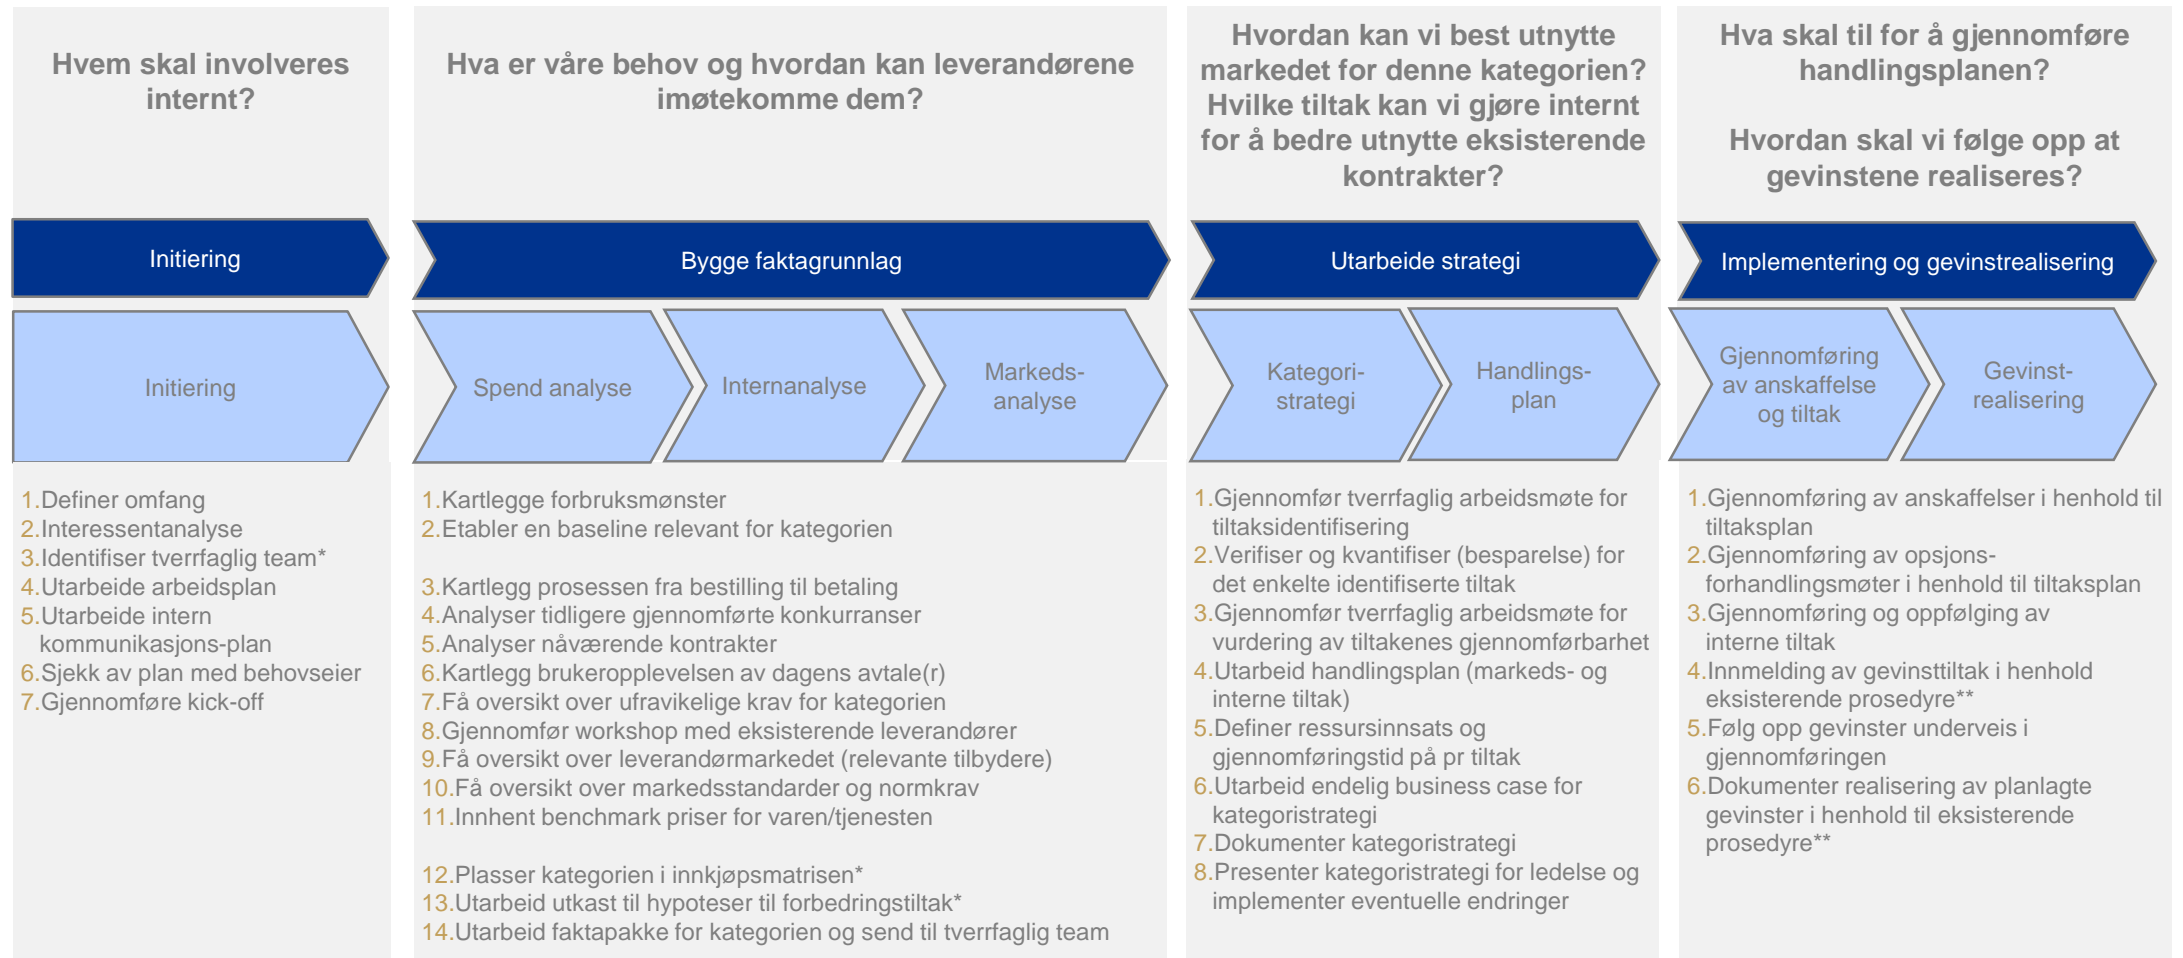 Hvem skal involveres
internt?
Hva er våre behov og hvordan kan leverandørene
imøtekomme dem?
Hvordan kan vi best utnytte
markedet for denne kategorien?
Hvilke tiltak kan vi gjøre internt
for å bedre utnytte eksisterende
kontrakter?
Hva skal til for å gjennomføre
handlingsplanen?
Hvordan skal vi følge opp at
gevinstene realiseres?
Initiering
Bygge faktagrunnlag
Utarbeide strategi
Implementering og gevinstrealisering
Initiering
Spend analyse
Internanalyse
Markeds-
analyse
Kategori-
strategi
Handlings-
plan
Gjennomføring
av anskaffelse
og tiltak
Gevinst-
realisering
1.Definer omfang
2.Interessentanalyse
3.Identifiser tverrfaglig team*
4.Utarbeide arbeidsplan
5.Utarbeide intern
kommunikasjons-plan
6.Sjekk av plan med behovseier
7.Gjennomføre kick-off
1.Kartlegge forbruksmønster
2.Etabler en baseline relevant for kategorien
3.Kartlegg prosessen fra bestilling til betaling
4.Analyser tidligere gjennomførte konkurranser
5.Analyser nåværende kontrakter
6.Kartlegg brukeropplevelsen av dagens avtale(r)
7.Få oversikt over ufravikelige krav for kategorien
8.Gjennomfør workshop med eksisterende leverandører
9.Få oversikt over leverandørmarkedet (relevante tilbydere)
10.Få oversikt over markedsstandarder og normkrav
11.Innhent benchmark priser for varen/tjenesten
12.Plasser kategorien i innkjøpsmatrisen*
13.Utarbeid utkast til hypoteser til forbedringstiltak*
14.Utarbeid faktapakke for kategorien og send til tverrfaglig team
1.Gjennomfør tverrfaglig arbeidsmøte for
tiltaksidentifisering
2.Verifiser og kvantifiser (besparelse) for
det enkelte identifiserte tiltak
3.Gjennomfør tverrfaglig arbeidsmøte for
vurdering av tiltakenes gjennomførbarhet
4.Utarbeid handlingsplan (markeds- og
interne tiltak)
5.Definer ressursinnsats og
gjennomføringstid på pr tiltak
6.Utarbeid endelig business case for
kategoristrategi
7.Dokumenter kategoristrategi
8.Presenter kategoristrategi for ledelse og
implementer eventuelle endringer
1.Gjennomføring av anskaffelser i henhold til
tiltaksplan
2.Gjennomføring av opsjons-
forhandlingsmøter i henhold til tiltaksplan
3.Gjennomføring og oppfølging av
interne tiltak
4.Innmelding av gevinsttiltak i henhold
eksisterende prosedyre**
5.Følg opp gevinster underveis i
gjennomføringen
6.Dokumenter realisering av planlagte
gevinster i henhold til eksisterende
prosedyre**